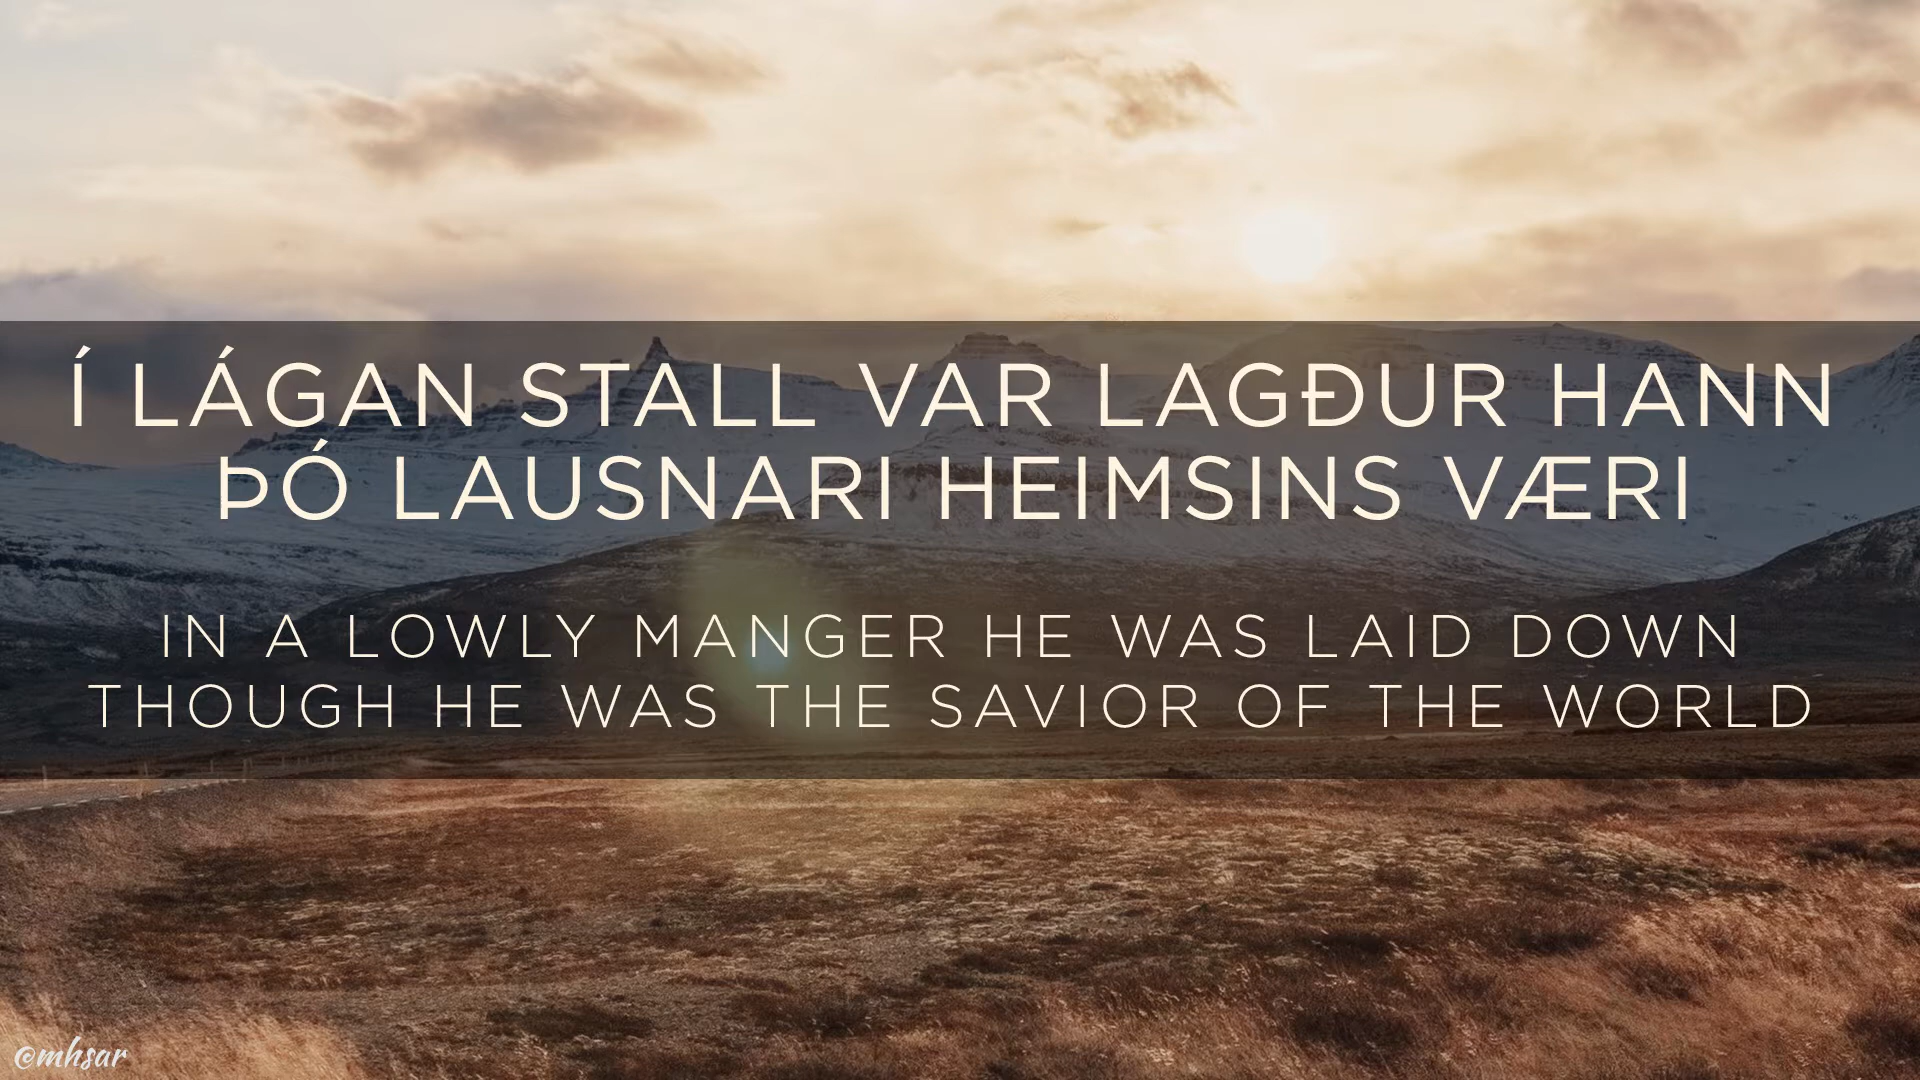 Í LÁGAN STALL VAR LAGÐUR HANN
ÞÓ LAUSNARI HEIMSINS VÆRI
IN A LOWLY MANGER HE WAS LAID DOWN
THOUGH HE WAS THE SAVIOR OF THE WORLD
@mhsar